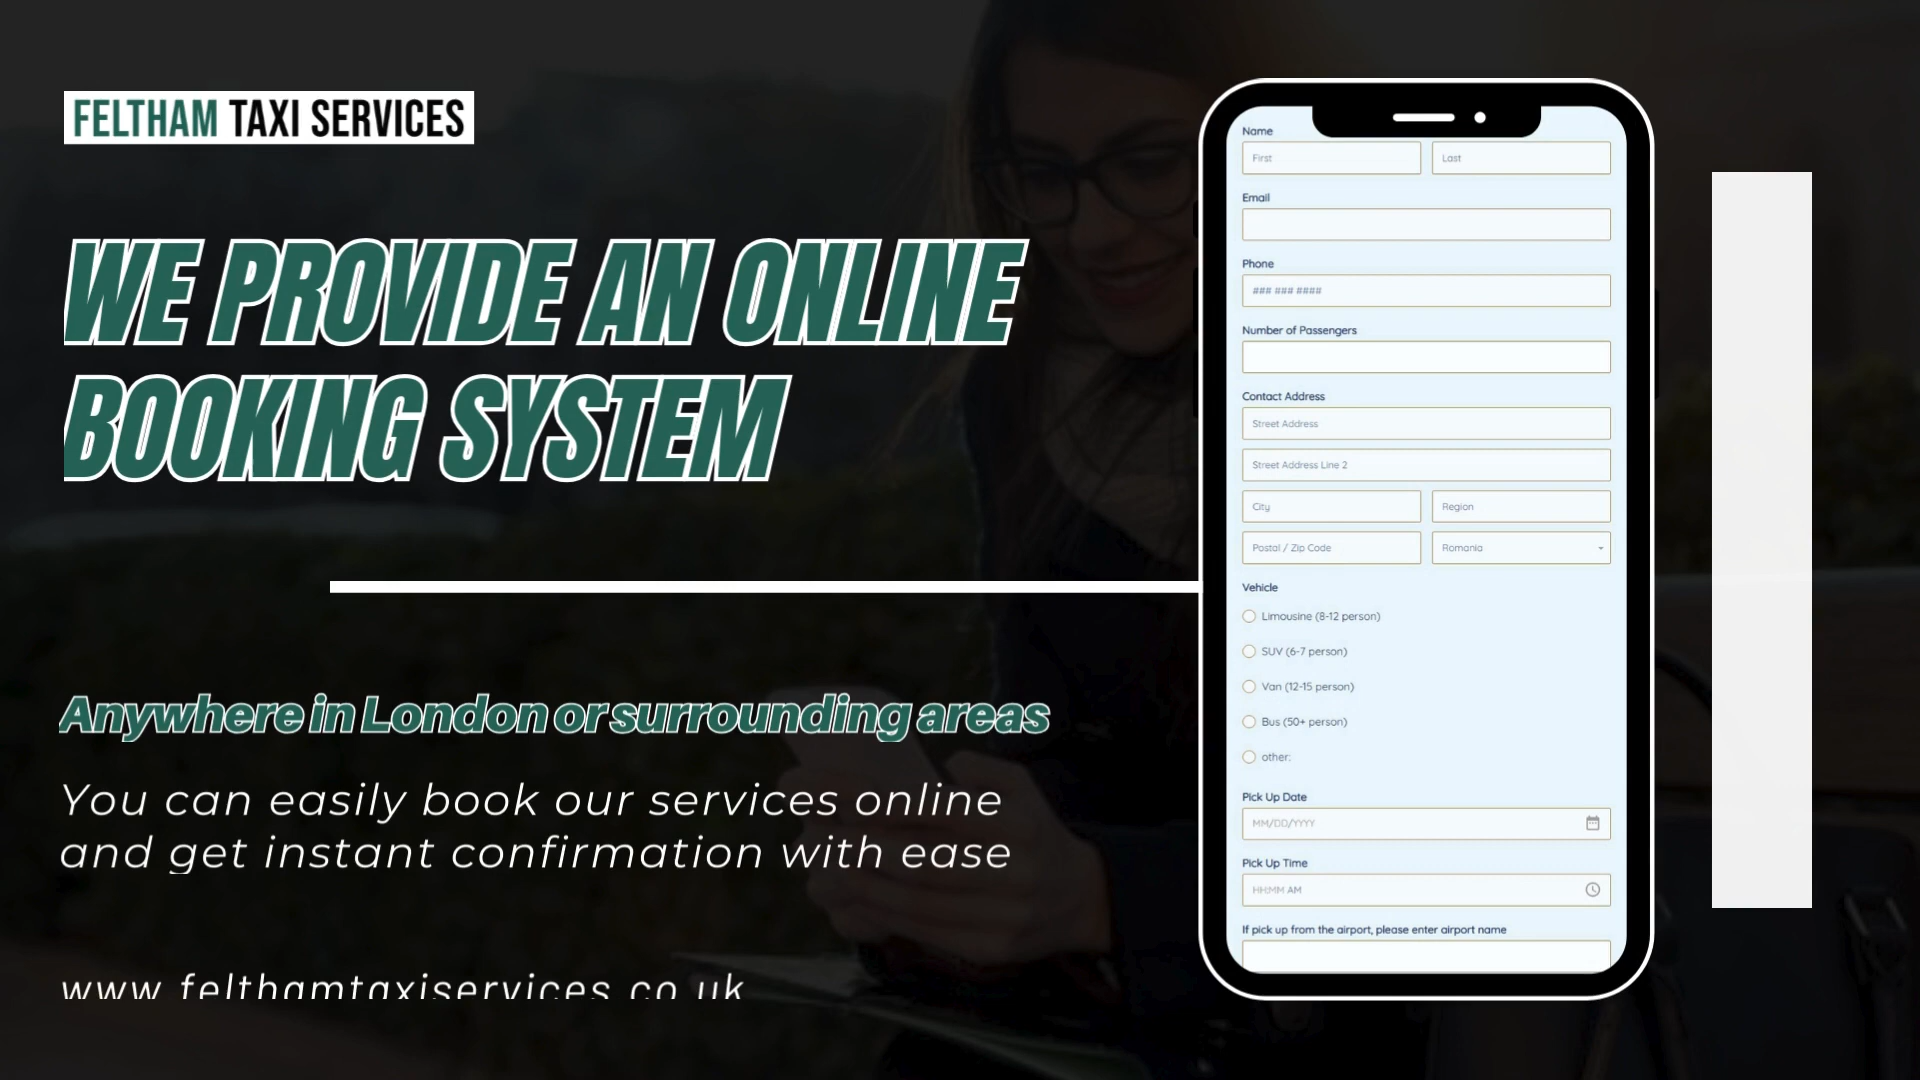 FELTHAM TAXI SERVICES
WE PROVIDE AN ONLINE
BOOKING SYSTEM
Anywhere in London or surrounding areas
You can easily book our services online
and get instant confirmation with ease
www.felthamtaxiservices.co.uk
Name
First Last
Email
Phone
### ### ####
Number of Passengers
Contact Address
Street Address
Street Address Line 2
City Region
Postal / Zip Code Romania
Vehicle
Limousine (8-12 person)
SUV (6-7 person)
Van (12-15 person)
Bus (50+ person)
other:
Pick Up Date
MM/DD/YYYY
Pick Up Time
HH:MM AM
If pick up from the airport, please enter airport name